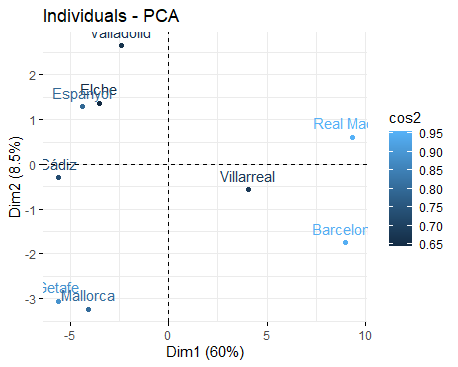 Individuals - PCA
Valladolid
Elche
Espanyol
Real Mad
Cádiz
Villarreal
Barcelon
Getafe
Mallorca
2
1
0
-1
-2
-3
Dim2 (8.5%)
-5
0
5
10
Dim1 (60%)
cos2
0.95
0.90
0.85
0.80
0.75
0.70
0.65